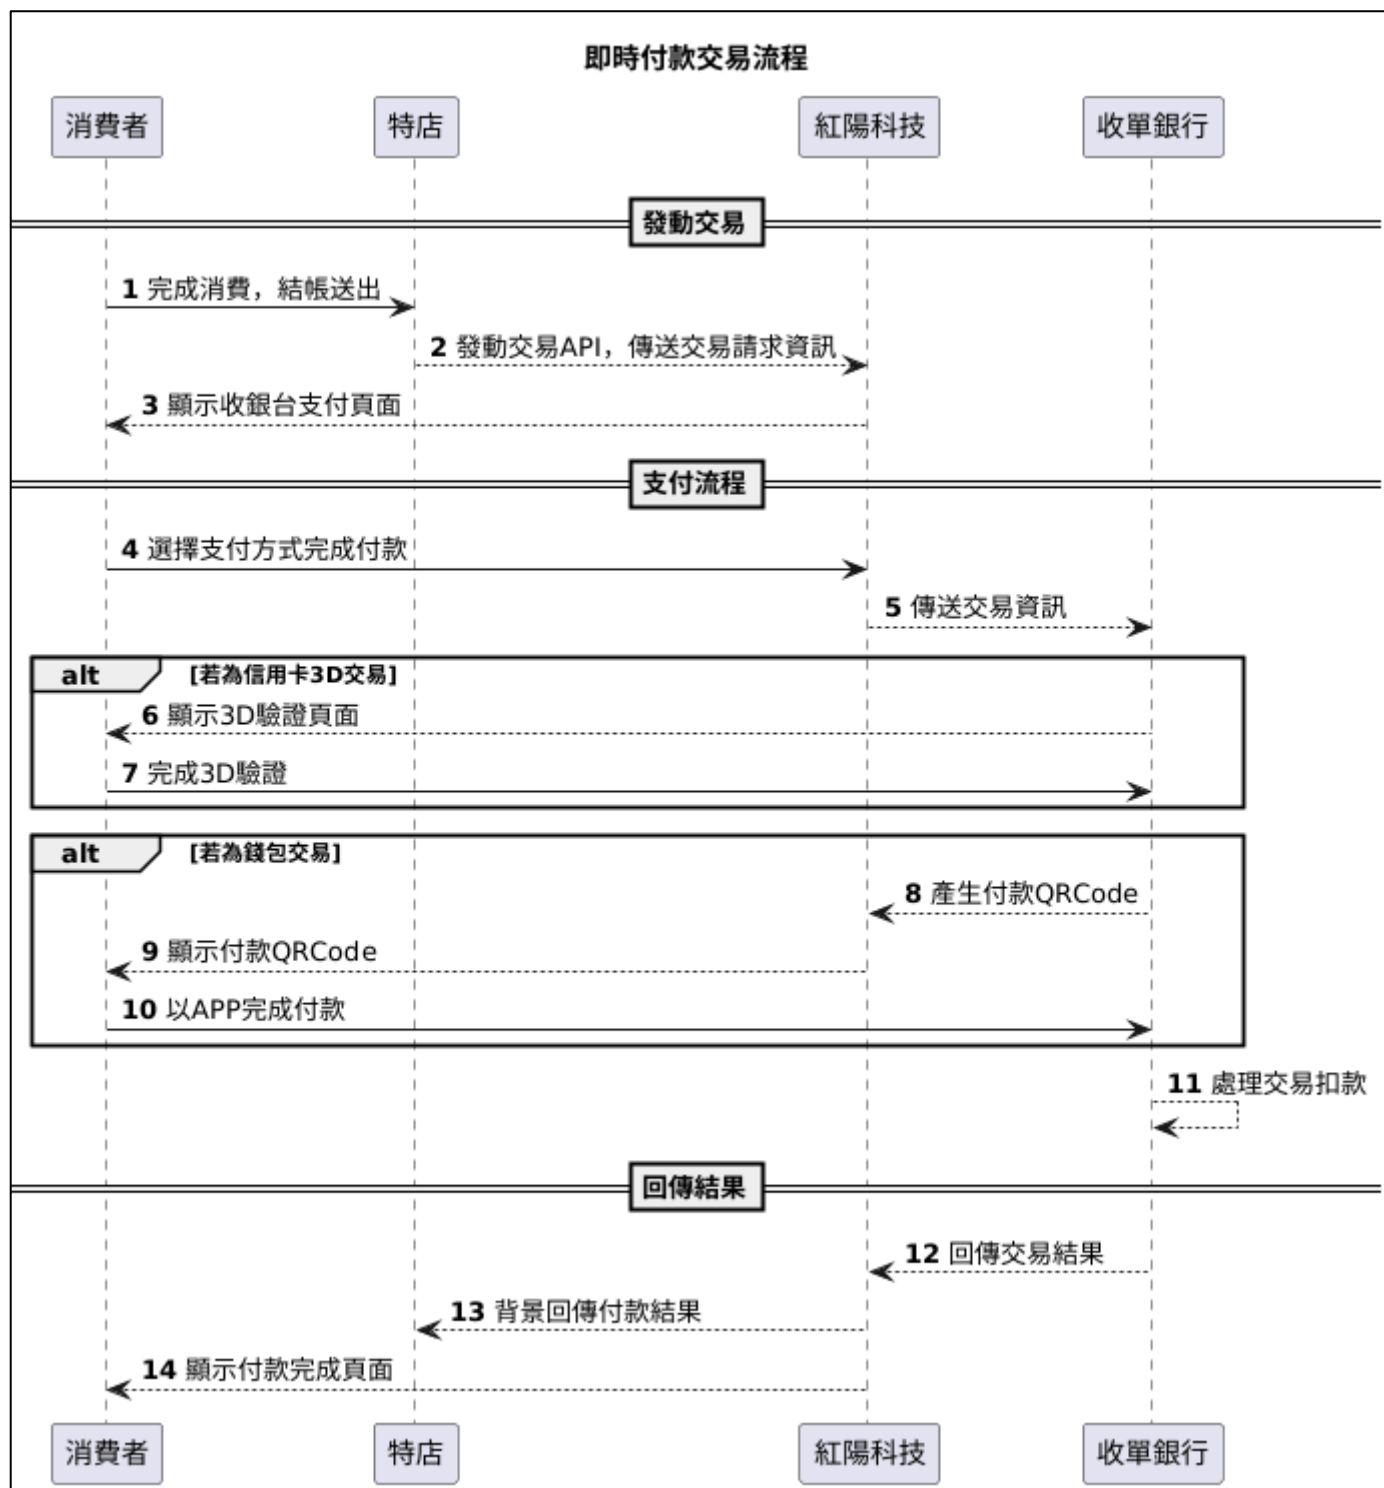 即時付款交易流程
消費者 特店 紅陽科技 收單銀行
發動交易
1 完成消費，結帳送出
2 發動交易API，傳送交易請求資訊
3 顯示收銀台支付頁面
支付流程
4 選擇支付方式完成付款
5 傳送交易資訊
alt [若為信用卡3D交易]
6 顯示3D驗證頁面
7 完成3D驗證
alt [若為錢包交易]
8 產生付款QRCode
9 顯示付款QRCode
10 以APP完成付款
11 處理交易扣款
回傳結果
12 回傳交易結果
13 背景回傳付款結果
14 顯示付款完成頁面
消費者 特店 紅陽科技 收單銀行